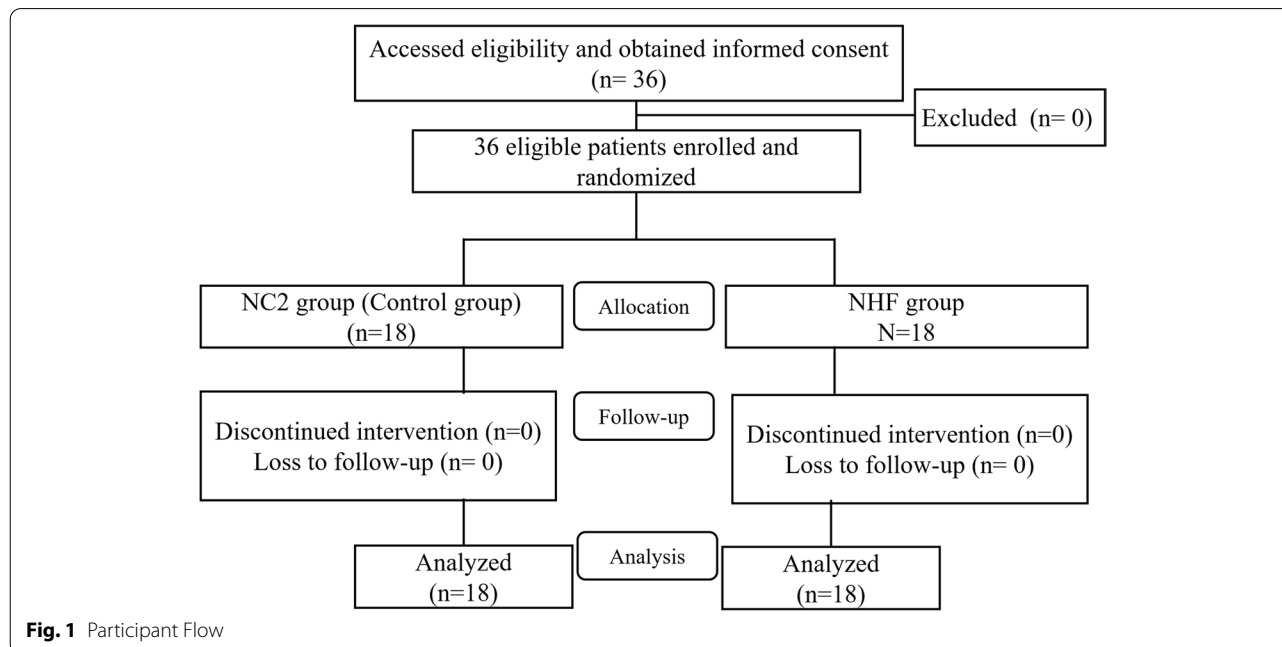 Accessed eligibility and obtained informed consent
(n= 36)
Excluded (n= 0)
36 eligible patients enrolled and
randomized
NC2 group (Control group)
(n=18)
Allocation
NHF group
N=18
Discontinued intervention (n=0)
Loss to follow-up (n= 0)
Follow-up
Discontinued intervention (n=0)
Loss to follow-up (n= 0)
Analyzed
(n=18)
Analysis
Analyzed
(n=18)
Fig. 1 Participant Flow